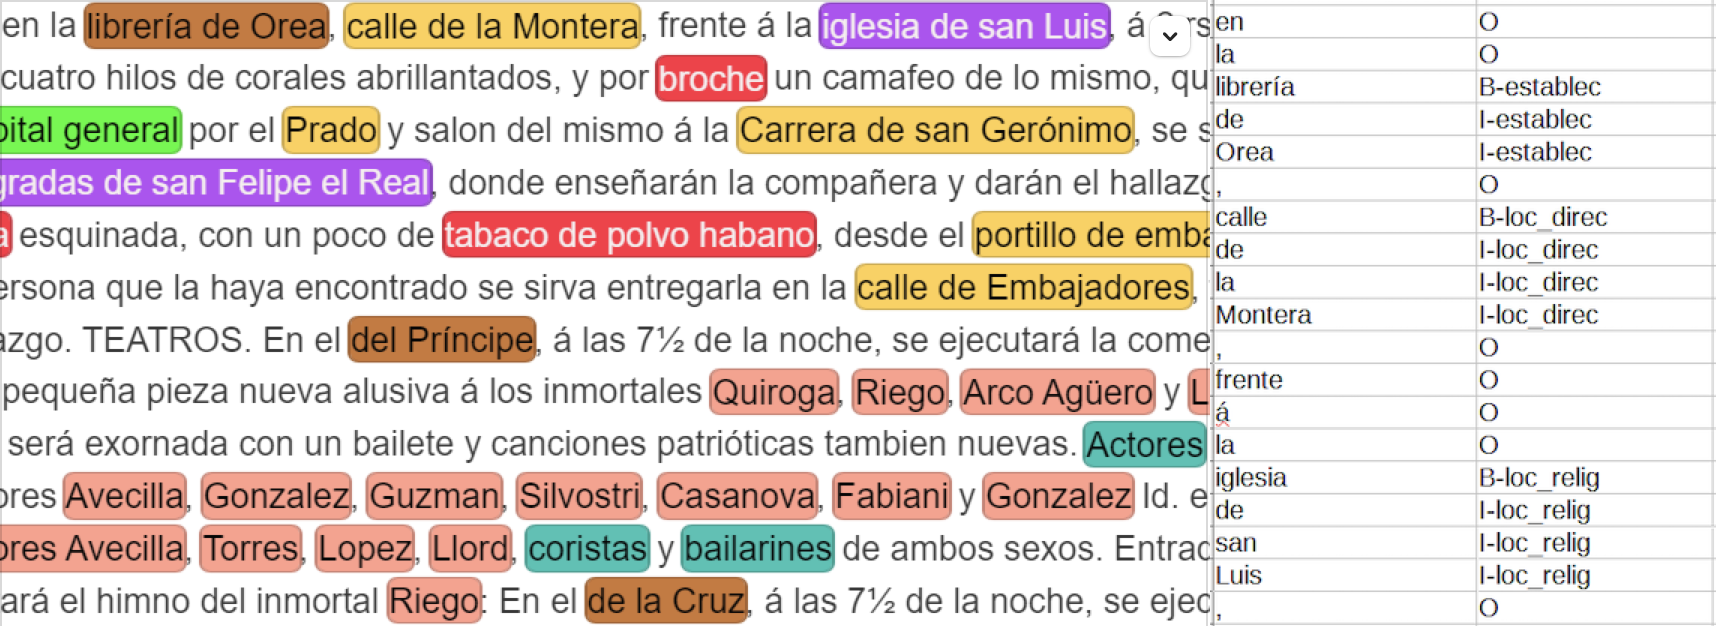 en la librería de Orea, calle de la Montera, frente á la iglesia de san Luis, á
cuatro hilos de corales abrillantados, y por broche un camafeo de lo mismo, qu
pital general por el Prado y salon del mismo á la Carrera de san Gerónimo, se s
gradas de san Felipe el Real, donde enseñarán la compañera y darán el hallazg
a esquinada, con un poco de tabaco de polvo habano, desde el portillo de emba
ersona que la haya encontrado se sirva entregarla en la calle de Embajadores,
azgo. TEATROS. En el del Príncipe, á las 7½ de la noche, se ejecutará la come
pequeña pieza nueva alusiva á los inmortales Quiroga, Riego, Arco Agüero y L
será exornada con un bailete y canciones patrióticas tambien nuevas. Actores
ores Avecilla, Gonzalez, Guzman, Silvostri, Casanova, Fabiani y Gonzalez Id. e
ores Avecilla, Torres, Lopez, Llord, coristas y bailarines de ambos sexos. Entrad
ará el himno del inmortal Riego: En el de la Cruz, á las 7½ de la noche, se ejec
en O
la O
librería B-establec
de I-establec
Orea I-establec
, O
calle B-loc_direc
de I-loc_direc
la I-loc_direc
Montera I-loc_direc
, O
frente O
á O
la O
iglesia B-loc_relig
de I-loc_relig
san I-loc_relig
Luis I-loc_relig
, O